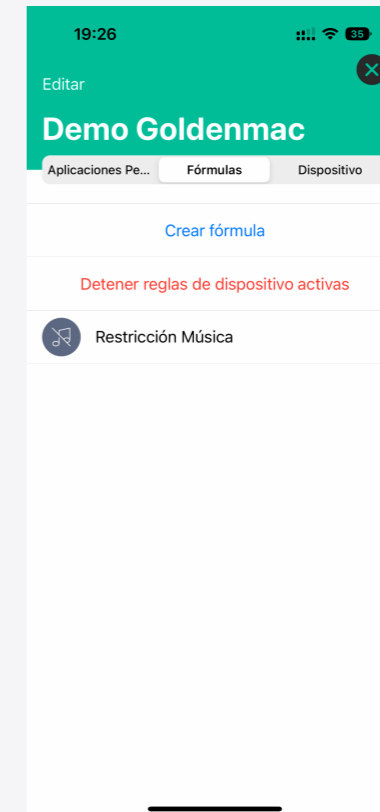 19:26
35
Editar
Demo Goldenmac
Aplicaciones Pe... Fórmulas Dispositivo
Crear fórmula
Detener reglas de dispositivo activas
Restricción Música